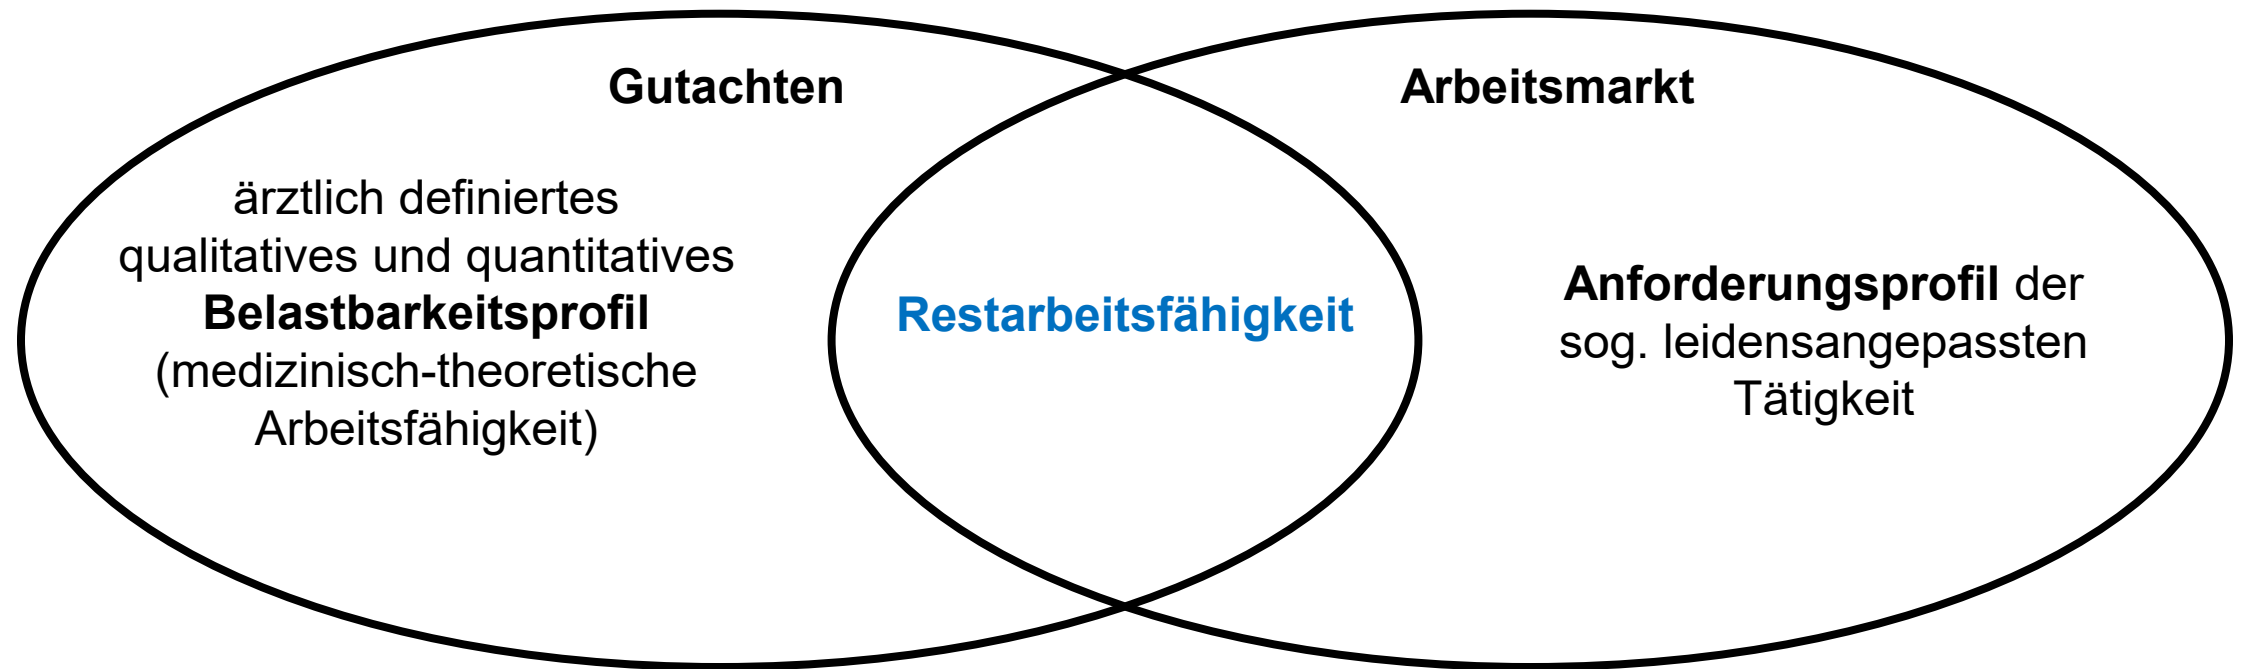 Gutachten
ärztlich definiertes
qualitatives und quantitatives
Belastbarkeitsprofil
(medizinisch-theoretische
Arbeitsfähigkeit)
Restarbeitsfähigkeit
Arbeitsmarkt
Anforderungsprofil der
sog. leidensangepassten
Tätigkeit